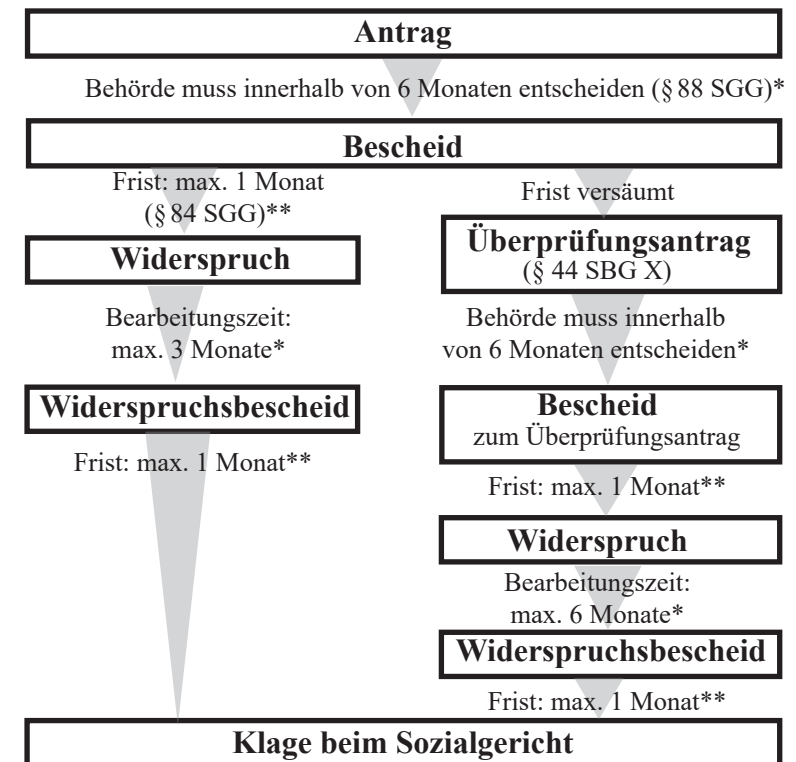 Antrag
Behörde muss innerhalb von 6 Monaten entscheiden (§ 88 SGG)*
Bescheid
Frist: max. 1 Monat
(§ 84 SGG)**
Widerspruch
Bearbeitungszeit:
max. 3 Monate*
Widerspruchsbescheid
Frist: max. 1 Monat**
Frist versäumt
Überprüfungsantrag
(§ 44 SBG X)
Behörde muss innerhalb
von 6 Monaten entscheiden*
Bescheid
zum Überprüfungsantrag
Frist: max. 1 Monat**
Widerspruch
Bearbeitungszeit:
max. 6 Monate*
Widerspruchsbescheid
Frist: max. 1 Monat**
Klage beim Sozialgericht